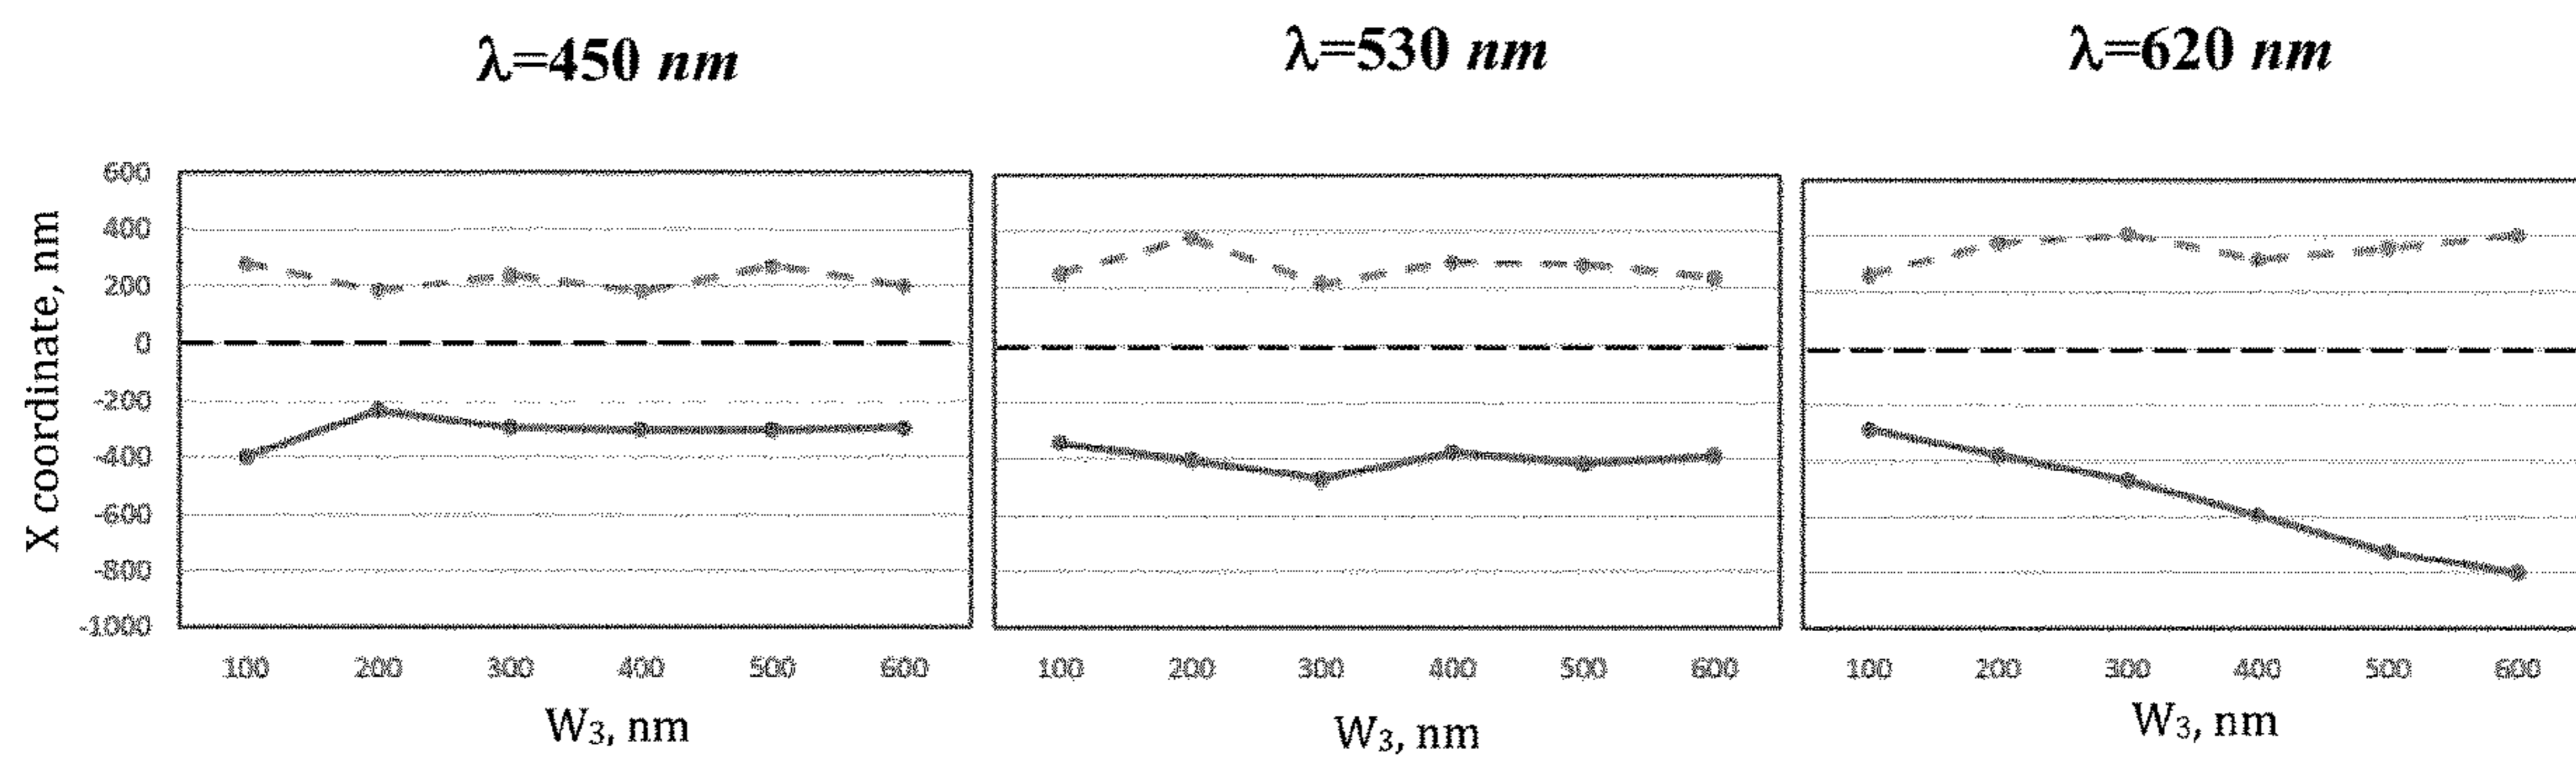 λ=450 nm
λ=530 nm
λ=620 nm
X coordinate, nm
600
400
200
0
-200
-400
-600
-800
-1000
100 200 300 400 500 600
100 200 300 400 500 600
100 200 300 400 500 600
W₃, nm
W₃, nm
W₃, nm